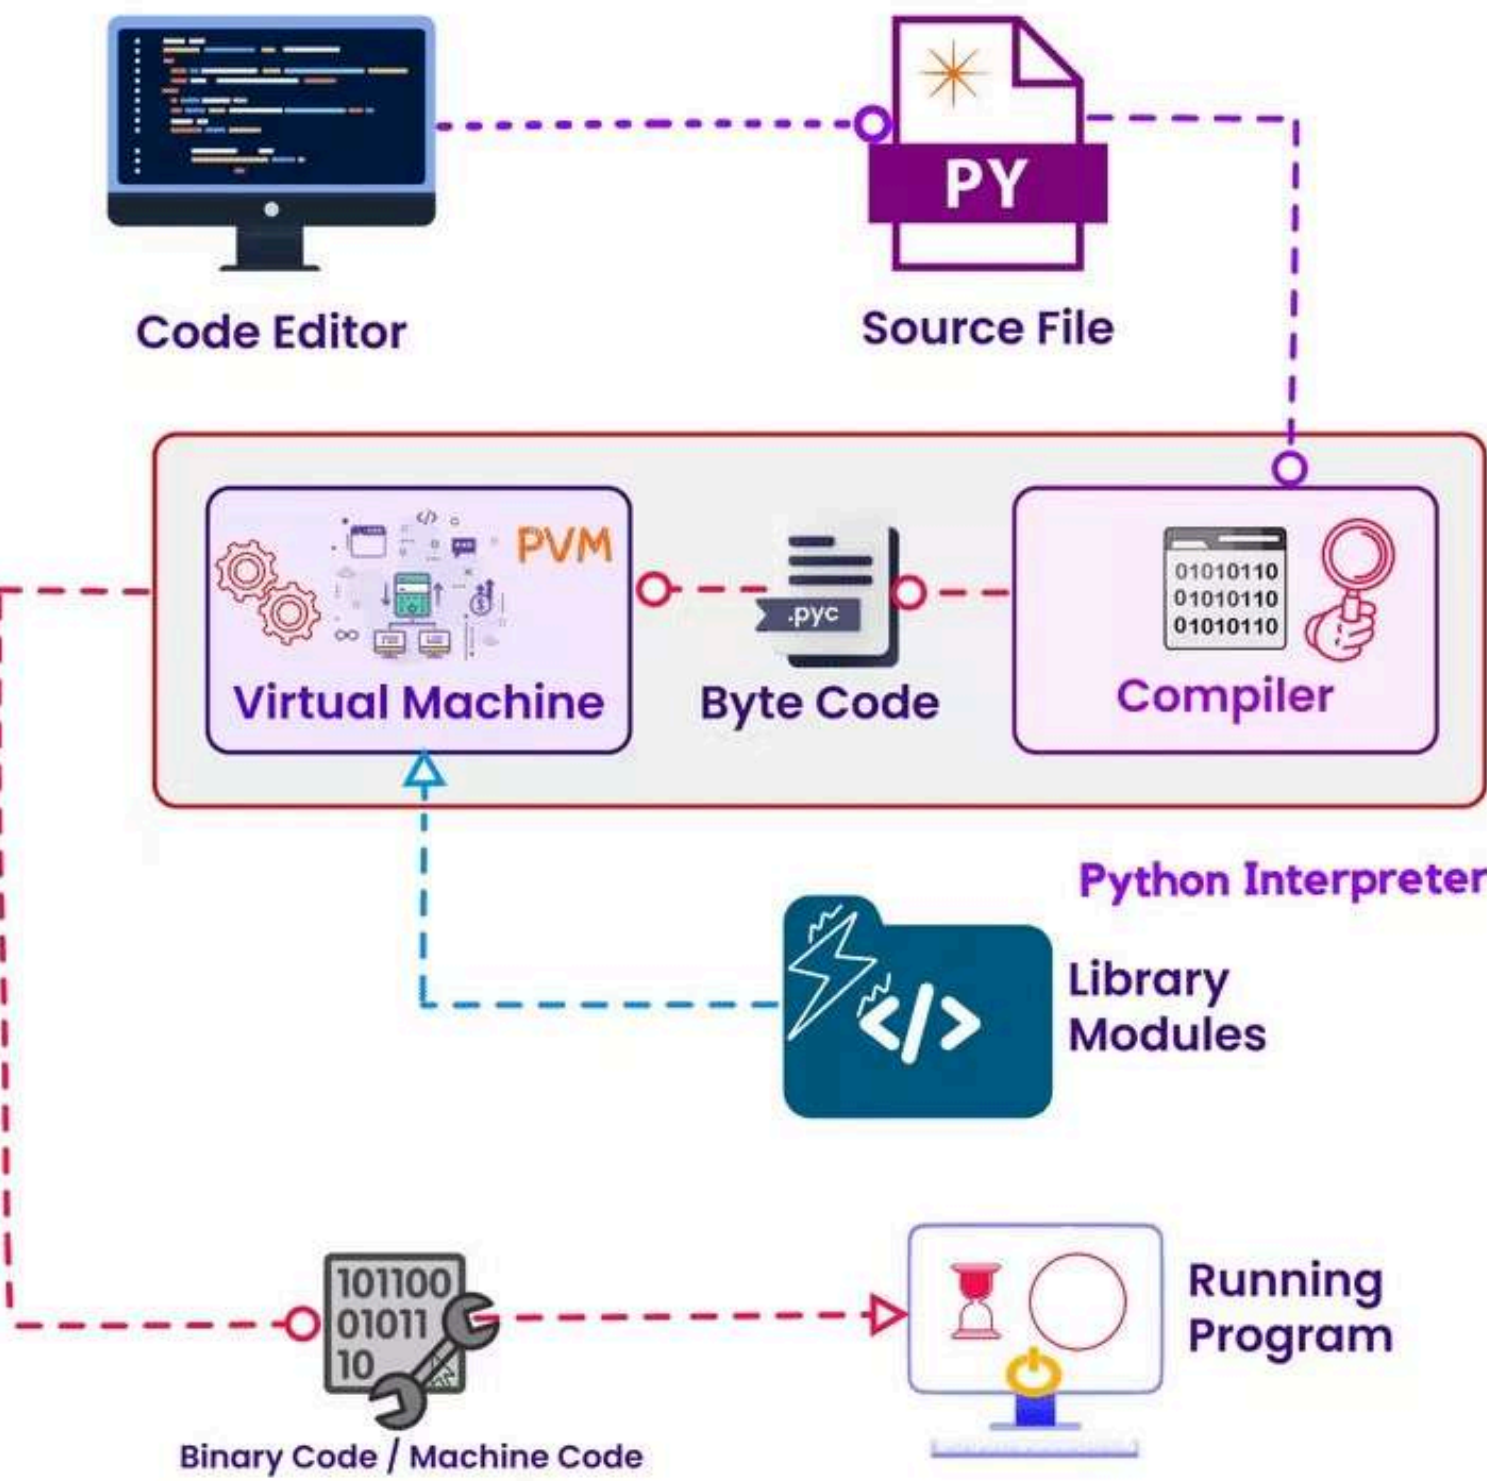 PY
Code Editor
Source File
</>
PVM
01010110
01010110
01010110
.pyc
Virtual Machine
Byte Code
Compiler
Python Interpreter
Library
Modules
</>
101100
01011
10
Running
Program
Binary Code / Machine Code